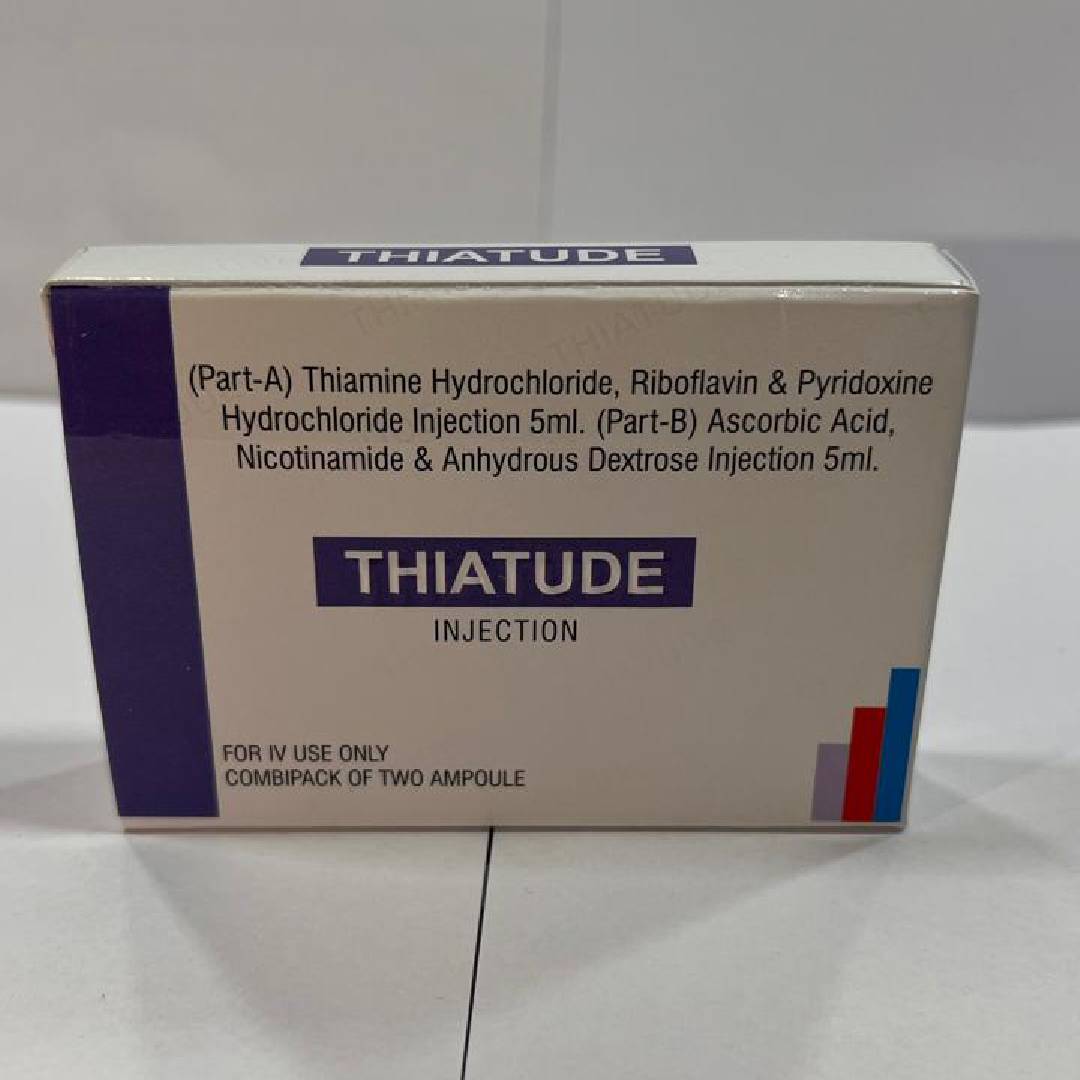 THIATUDE
(Part-A) Thiamine Hydrochloride, Riboflavin & Pyridoxine
Hydrochloride Injection 5ml. (Part-B) Ascorbic Acid,
Nicotinamide & Anhydrous Dextrose Injection 5ml.
THIATUDE
INJECTION
FOR IV USE ONLY
COMBIPACK OF TWO AMPOULE